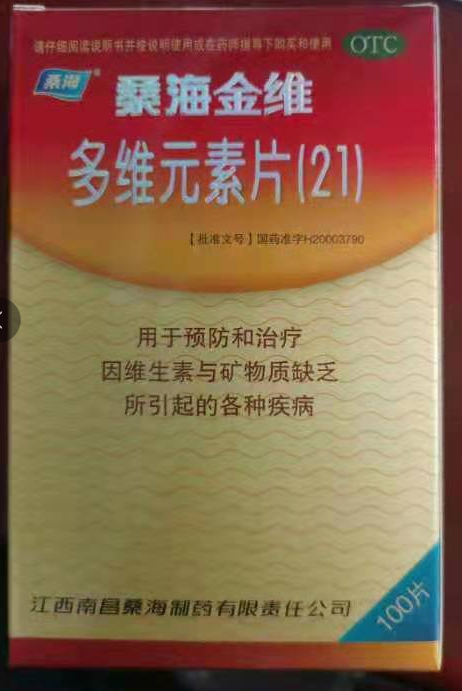 请仔细阅读说明书并按说明使用或在药师指导下购买和使用
OTC
桑海®
桑海金维
多维元素片(21)
【批准文号】国药准字H20003790
用于预防和治疗
因维生素与矿物质缺乏
所引起的各种疾病
江西南昌桑海制药有限责任公司
100片